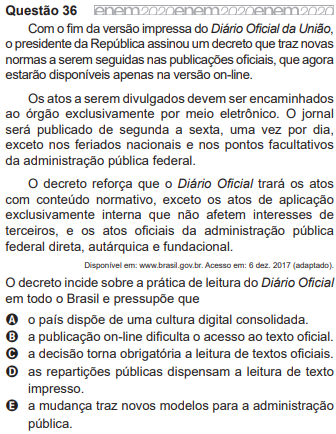 Questão 36 enem2020enem2020enem2020
Com o fim da versão impressa do Diário Oficial da União,
o presidente da República assinou um decreto que traz novas
normas a serem seguidas nas publicações oficiais, que agora
estarão disponíveis apenas na versão on-line.
Os atos a serem divulgados devem ser encaminhados
ao órgão exclusivamente por meio eletrônico. O jornal
será publicado de segunda a sexta, uma vez por dia,
exceto nos feriados nacionais e nos pontos facultativos
da administração pública federal.
O decreto reforça que o Diário Oficial trará os atos
com conteúdo normativo, exceto os atos de aplicação
exclusivamente interna que não afetem interesses de
terceiros, e os atos oficiais da administração pública
federal direta, autárquica e fundacional.
Disponível em: www.brasil.gov.br. Acesso em: 6 dez. 2017 (adaptado).
O decreto incide sobre a prática de leitura do Diário Oficial
em todo o Brasil e pressupõe que
A o país dispõe de uma cultura digital consolidada.
B a publicação on-line dificulta o acesso ao texto oficial.
C a decisão torna obrigatória a leitura de textos oficiais.
D as repartições públicas dispensam a leitura de texto
impresso.
E a mudança traz novos modelos para a administração
pública.